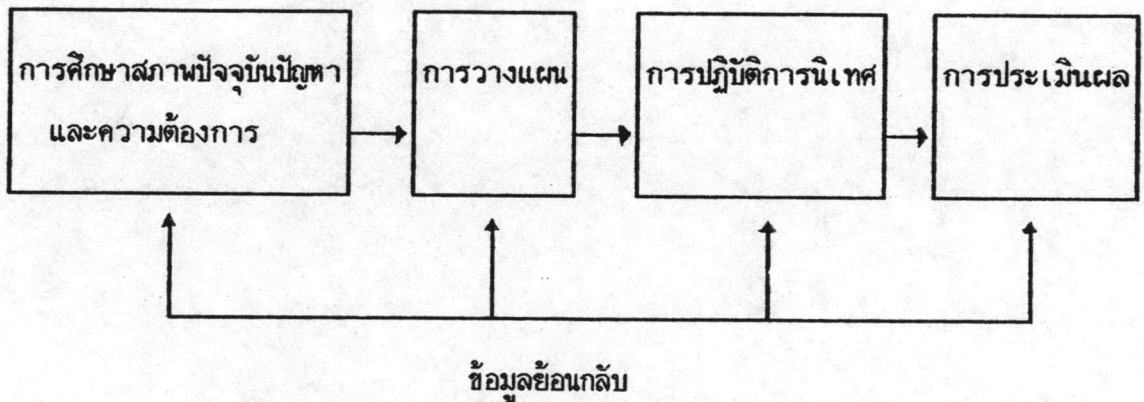 การศึกษาสภาพปัจจุบันปัญหา
และความต้องการ
การวางแผน
การปฏิบัติการนิเทศ
การประเมินผล
ข้อมูลย้อนกลับ